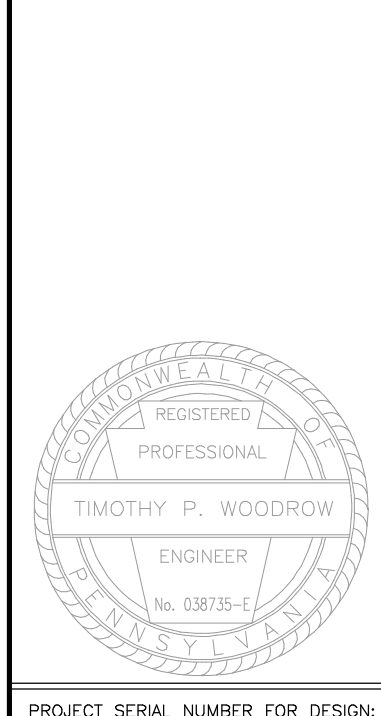 COMMONWEALTH OF
REGISTERED
PROFESSIONAL
TIMOTHY P. WOODROW
ENGINEER
No. 038735-E
PENNSYLVANIA
PROJECT SERIAL NUMBER FOR DESIGN: